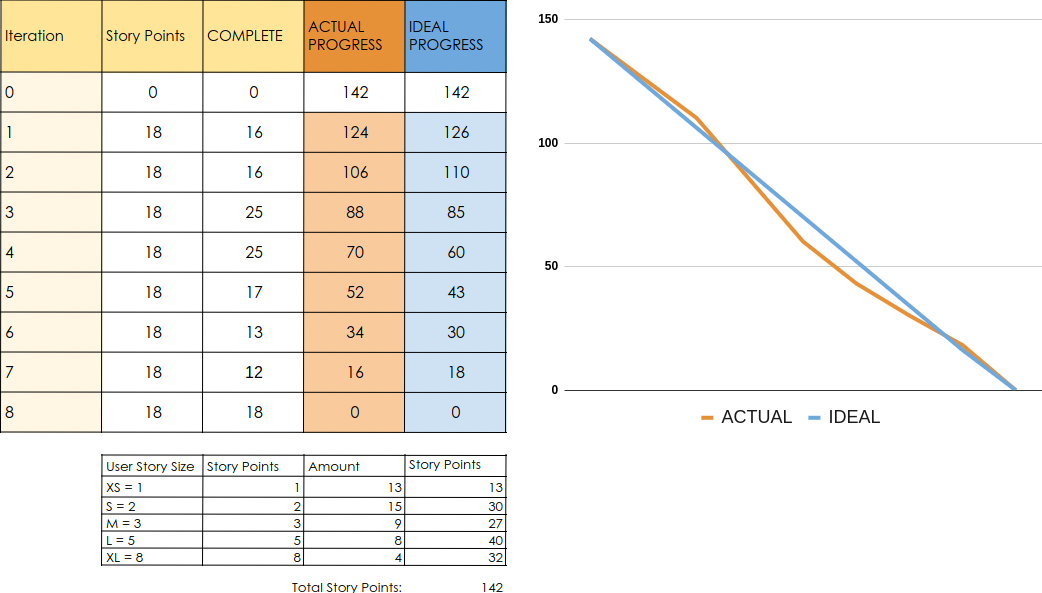 Iteration Story Points COMPLETE ACTUAL PROGRESS IDEAL PROGRESS
0 0 0 142 142
1 18 16 124 126
2 18 16 106 110
3 18 25 88 85
4 18 25 70 60
5 18 17 52 43
6 18 13 34 30
7 18 12 16 18
8 18 18 0 0
User Story Size Story Points Amount Story Points
XS = 1 1 13 13
S = 2 2 15 30
M = 3 3 9 27
L = 5 5 8 40
XL = 8 8 4 32
Total Story Points: 142
150
100
50
0
ACTUAL IDEAL